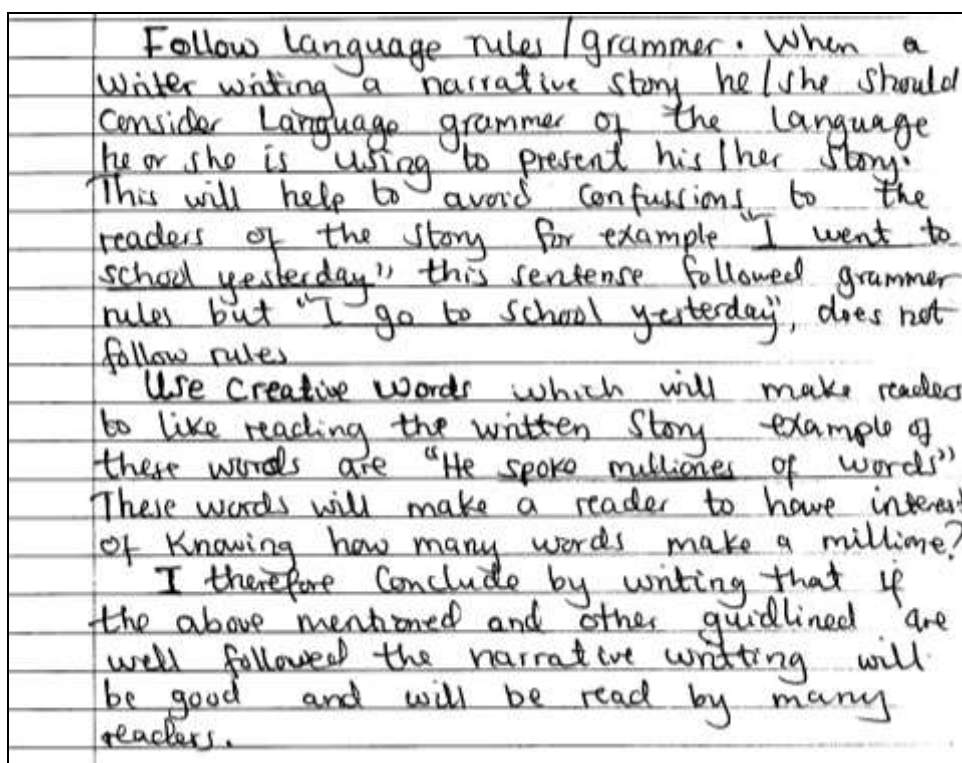 Follow language rules/grammer. When a
writer writing a narrative story he/she should
Consider Language grammer of the language
he or she is using to present his/her story.
This will help to avoid confussions to the
readers of the story for example "I went to
school yesterday" this sentence followed grammer
rules but "I go to school yesterday", does not
follow rules
Use Creative Words which will make readers
to like reading the written Story example of
these words are "He spoke milliones of words"
These words will make a reader to have interest
of Knowing how many words make a millione?
I therefore Conclude by writing that if
the above mentioned and other guidlined are
well followed the narrative writting will
be good and will be read by many
readers.